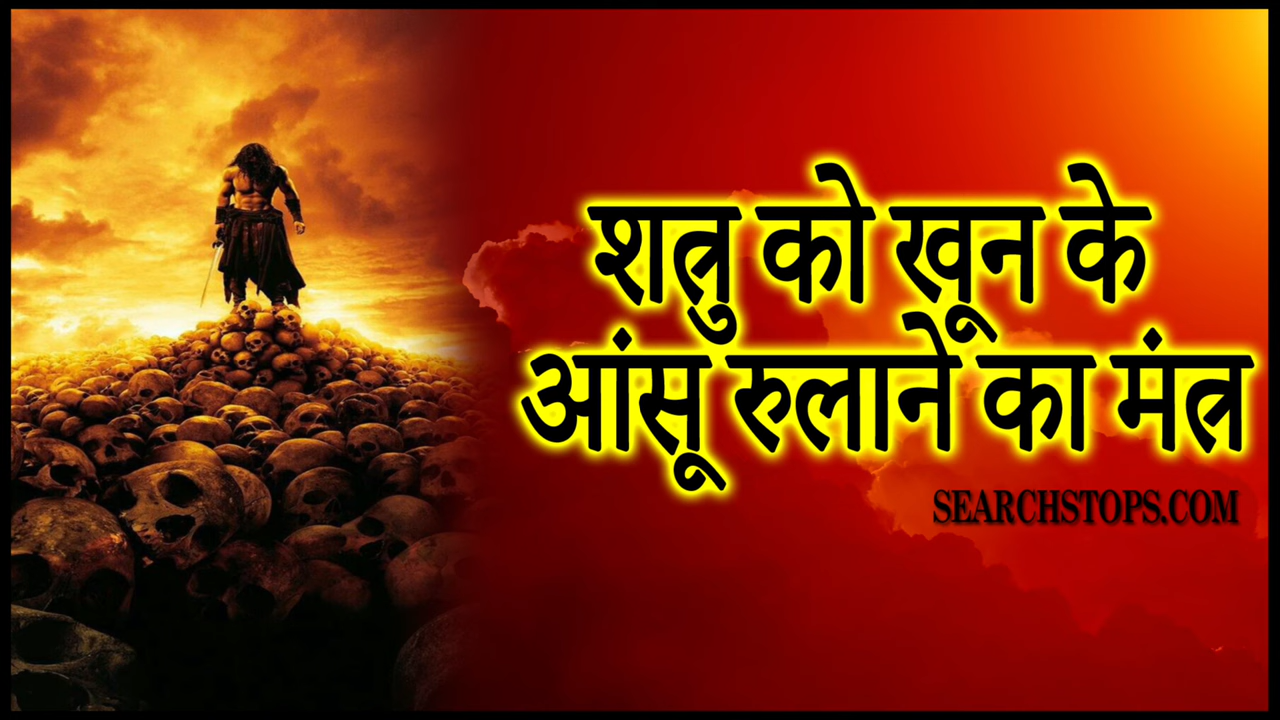 शत्रु को खून के
आंसू रुलाने का मंत्र
SEARCHSTOPS.COM